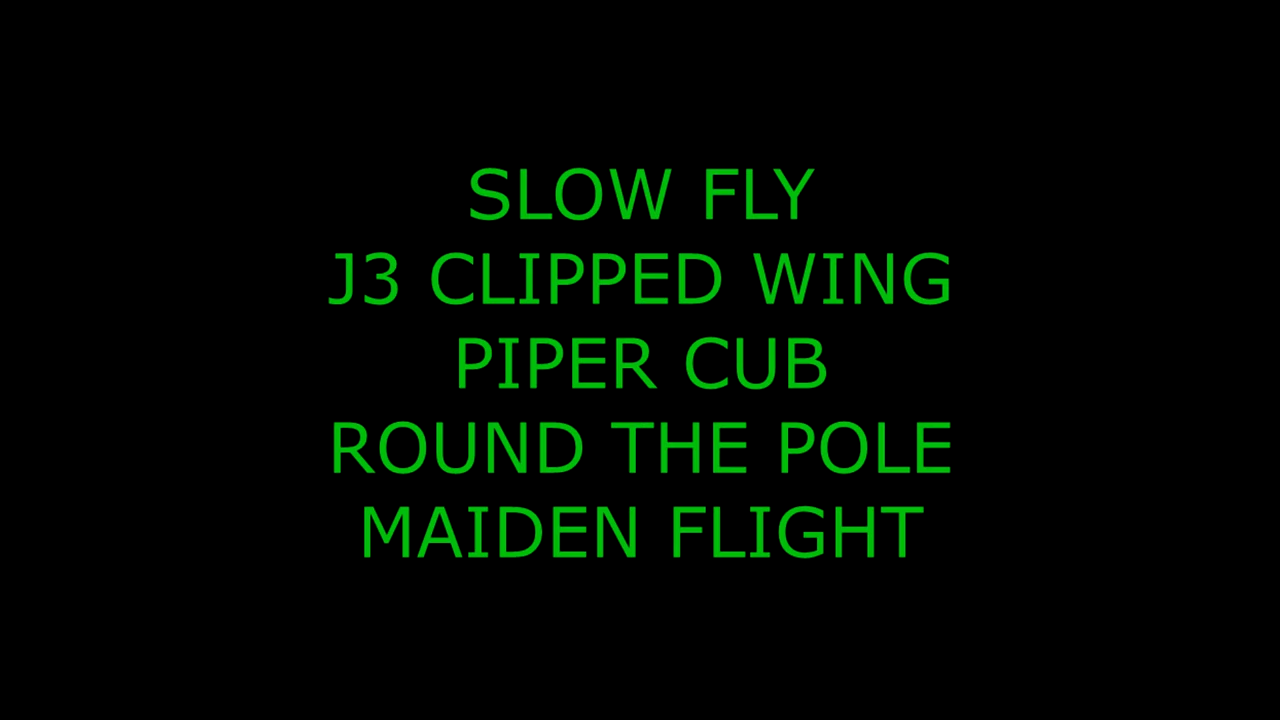 SLOW FLY
J3 CLIPPED WING
PIPER CUB
ROUND THE POLE
MAIDEN FLIGHT